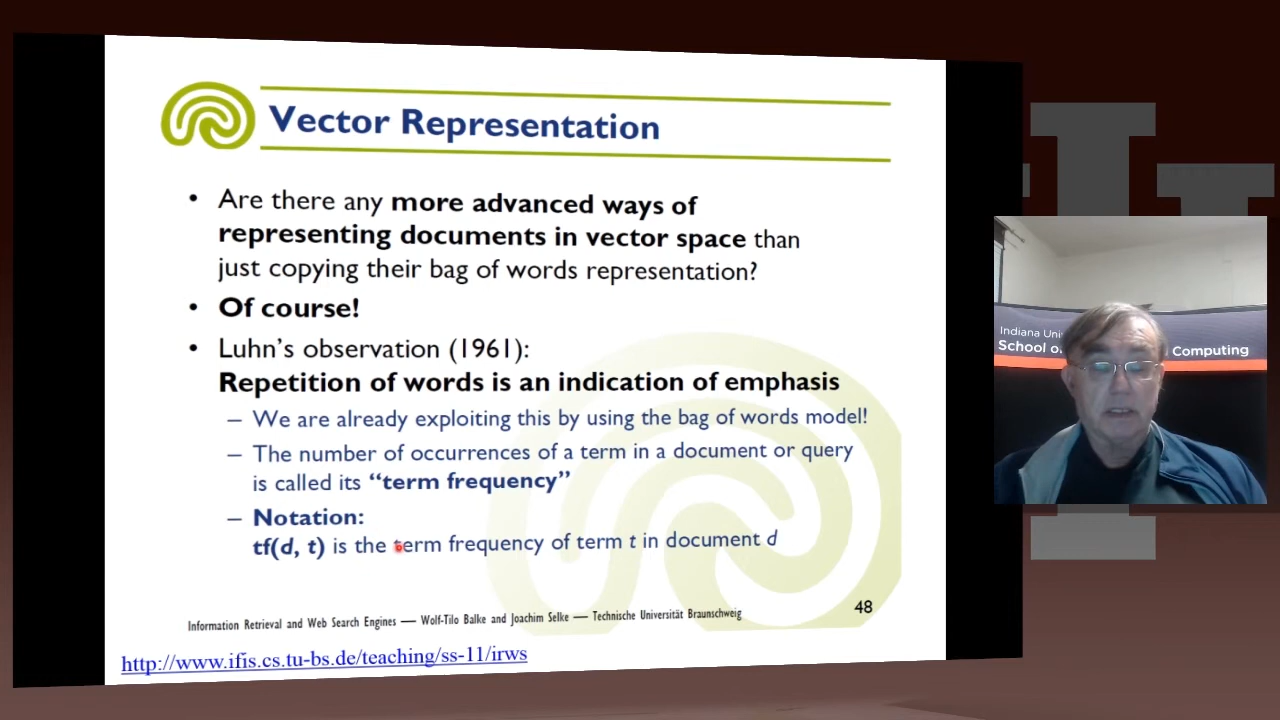 Vector Representation
• Are there any more advanced ways of
representing documents in vector space than
just copying their bag of words representation?
• Of course!
• Luhn's observation (1961):
Repetition of words is an indication of emphasis
– We are already exploiting this by using the bag of words model!
– The number of occurrences of a term in a document or query
is called its “term frequency”
– Notation:
tf(d, t) is the term frequency of term t in document d
48
Information Retrieval and Web Search Engines — Wolf-Tilo Balke and Joachim Selke — Technische Universität Braunschweig
http://www.ifis.cs.tu-bs.de/teaching/ss-11/irws
Indiana Uni
School o
Computing